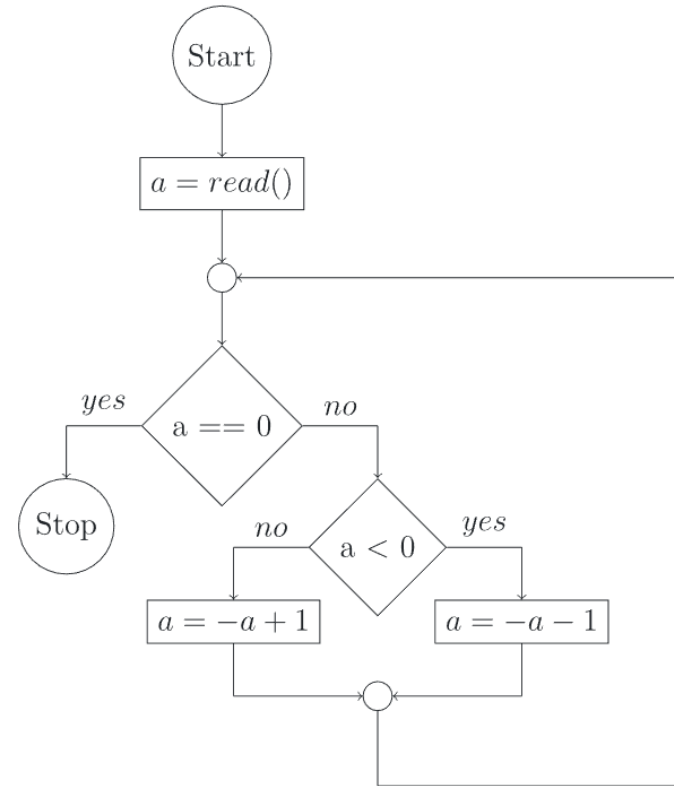 Start
a = read()
yes
a == 0
no
Stop
no
a < 0
yes
a = −a + 1
a = −a − 1